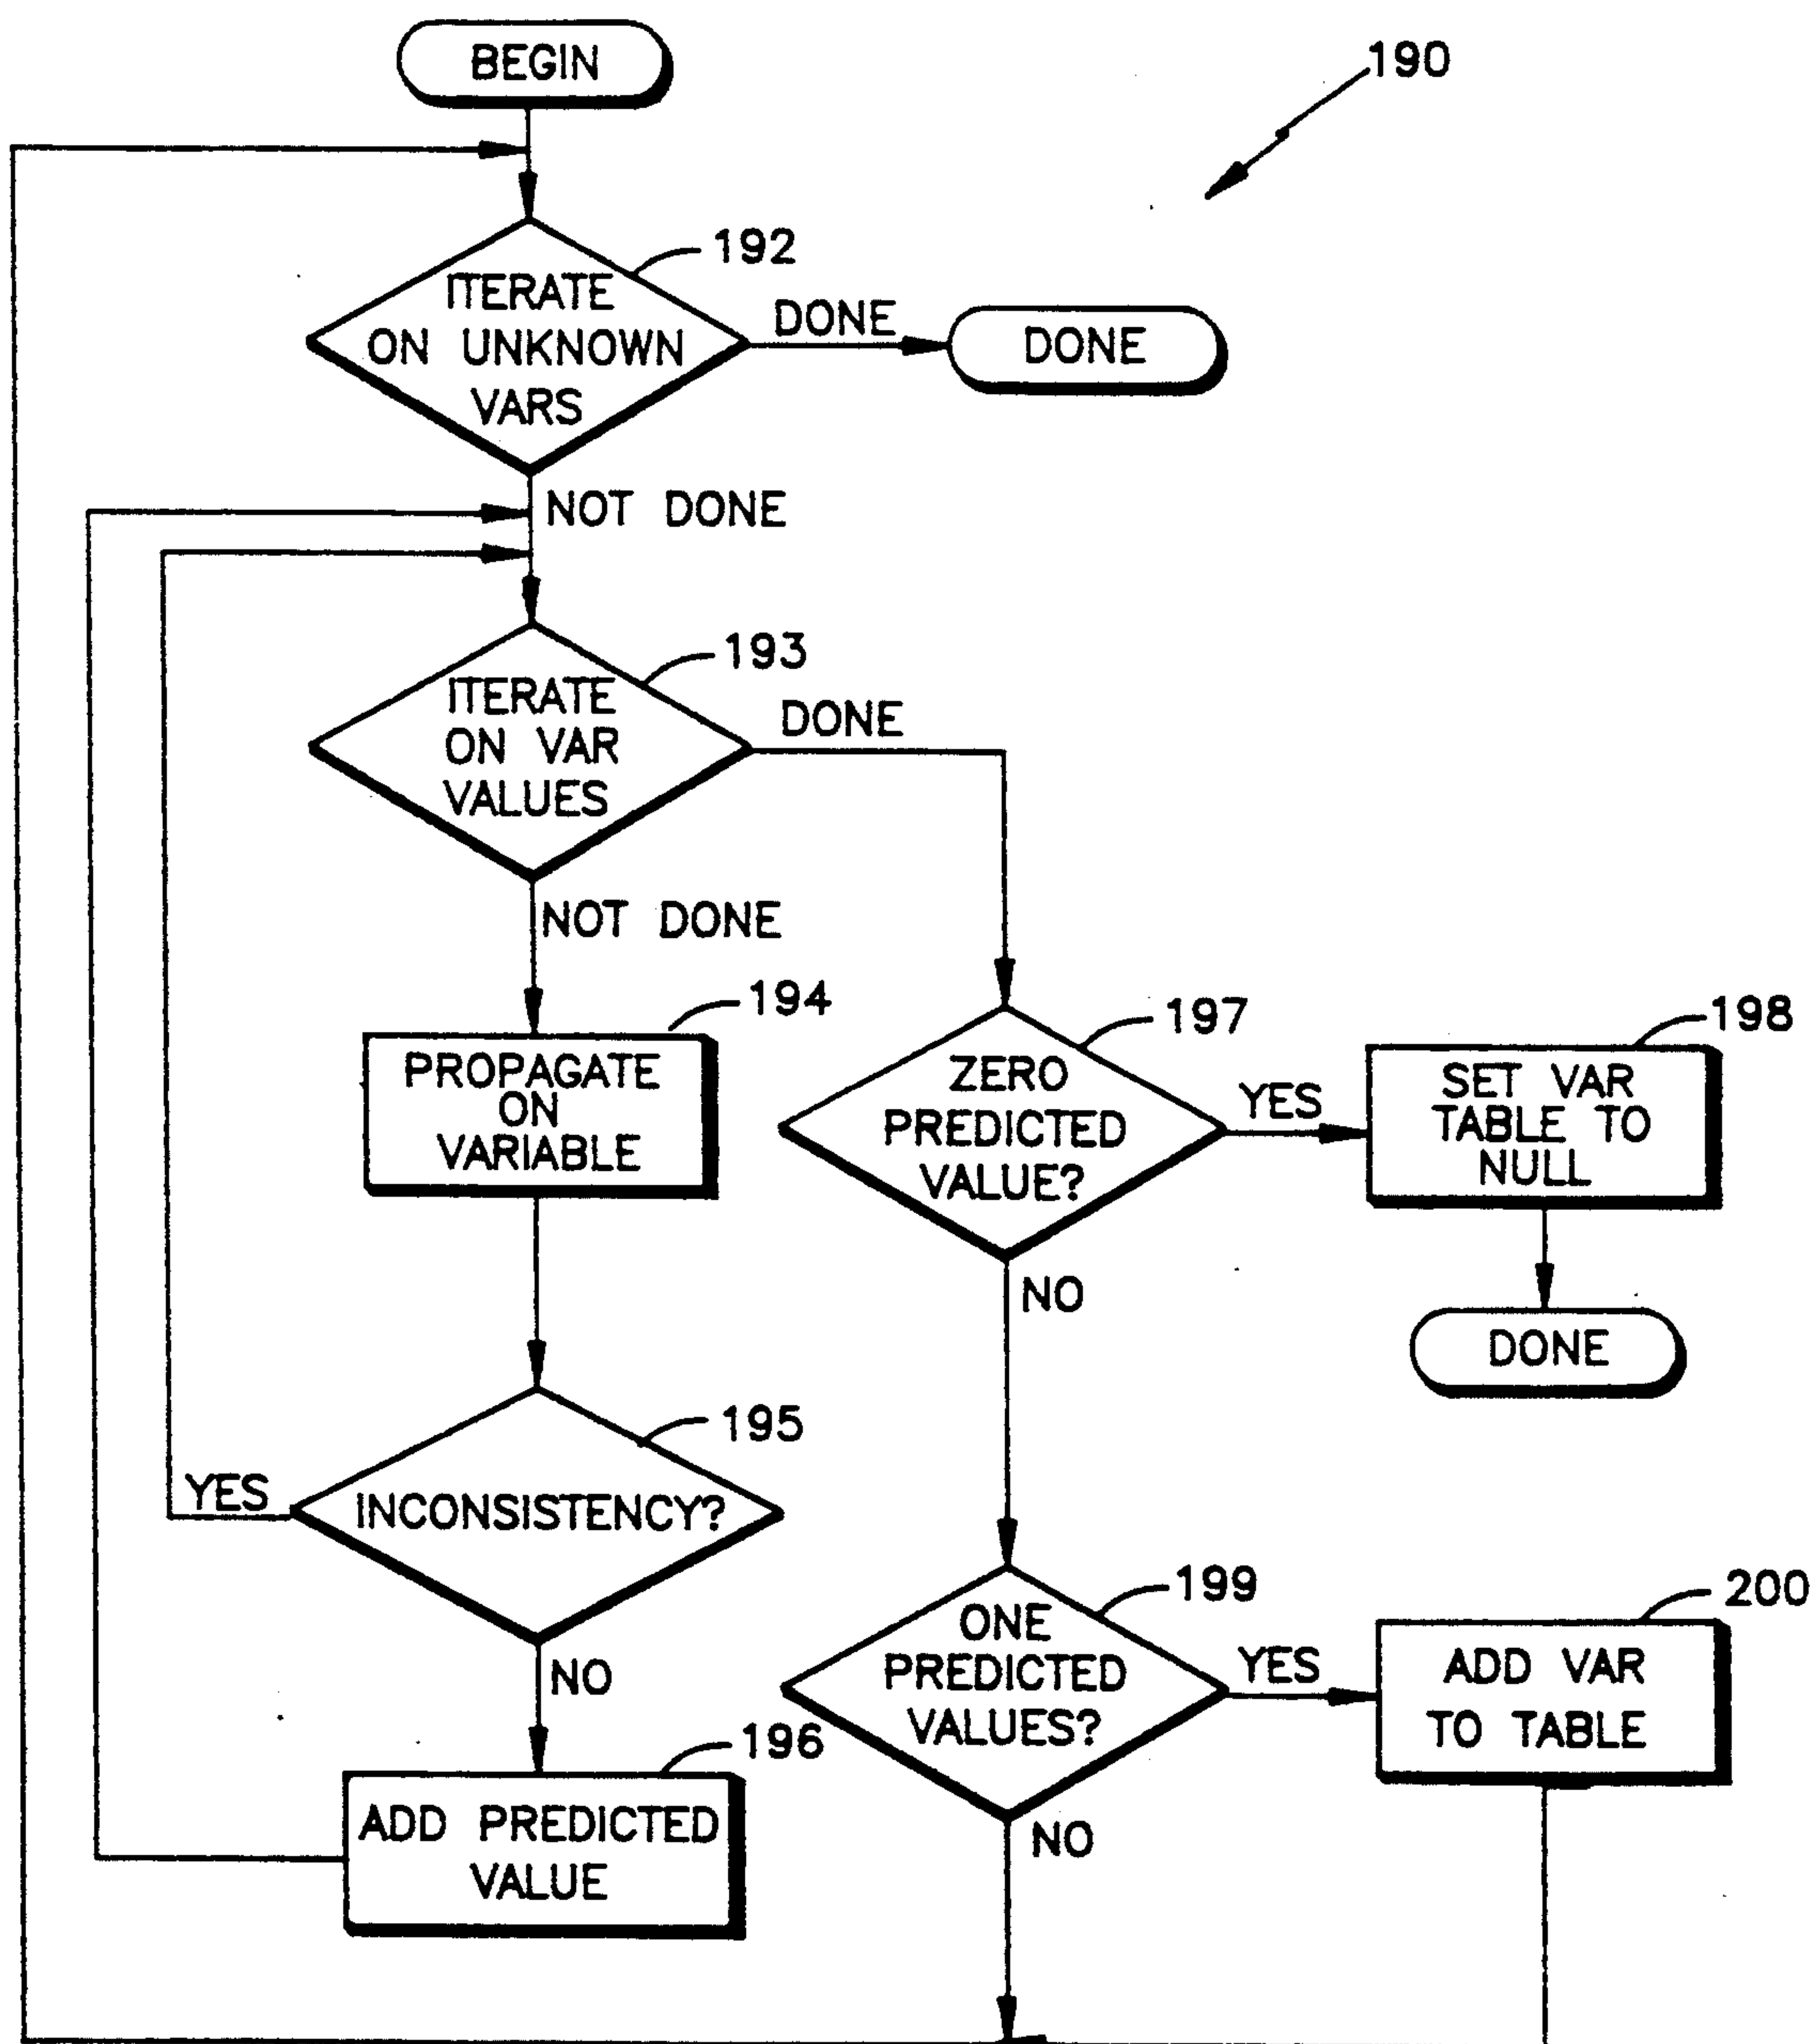 BEGIN
190
192
ITERATE
ON UNKNOWN
VARS
DONE
DONE
NOT DONE
193
ITERATE
ON VAR
VALUES
DONE
NOT DONE
194
PROPAGATE
ON
VARIABLE
197
ZERO
PREDICTED
VALUE?
YES
198
SET VAR
TABLE TO
NULL
NO
DONE
195
INCONSISTENCY?
YES
NO
199
ONE
PREDICTED
VALUES?
YES
200
ADD VAR
TO TABLE
196
ADD PREDICTED
VALUE
NO